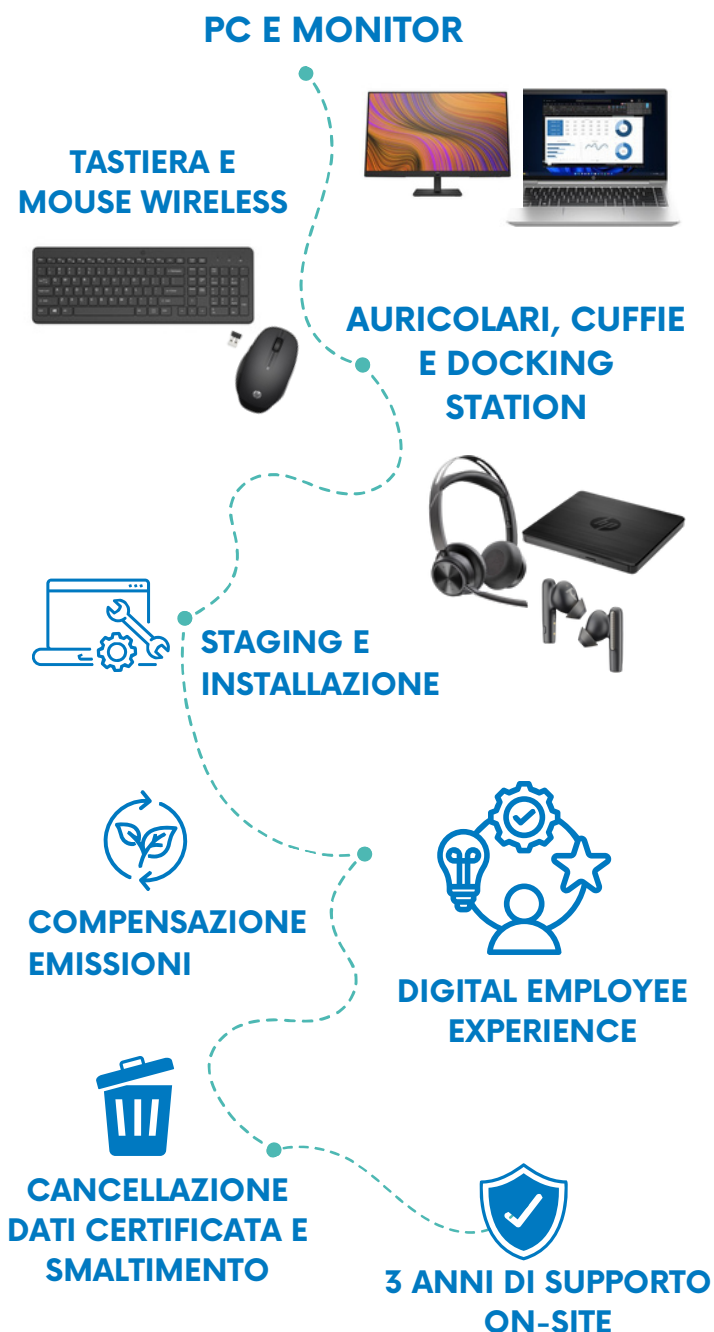 PC E MONITOR
TASTIERA E
MOUSE WIRELESS
AURICOLARI, CUFFIE
E DOCKING
STATION
hp
STAGING E
INSTALLAZIONE
COMPENSAZIONE
EMISSIONI
DIGITAL EMPLOYEE
EXPERIENCE
CANCELLAZIONE
DATI CERTIFICATA E
SMALTIMENTO
3 ANNI DI SUPPORTO
ON-SITE